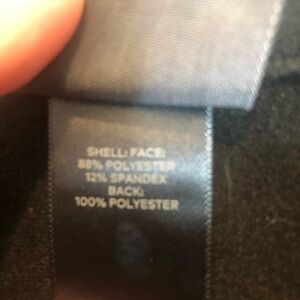 SHELL: FACE:
88% POLYESTER
12% SPANDEX
BACK:
100% POLYESTER